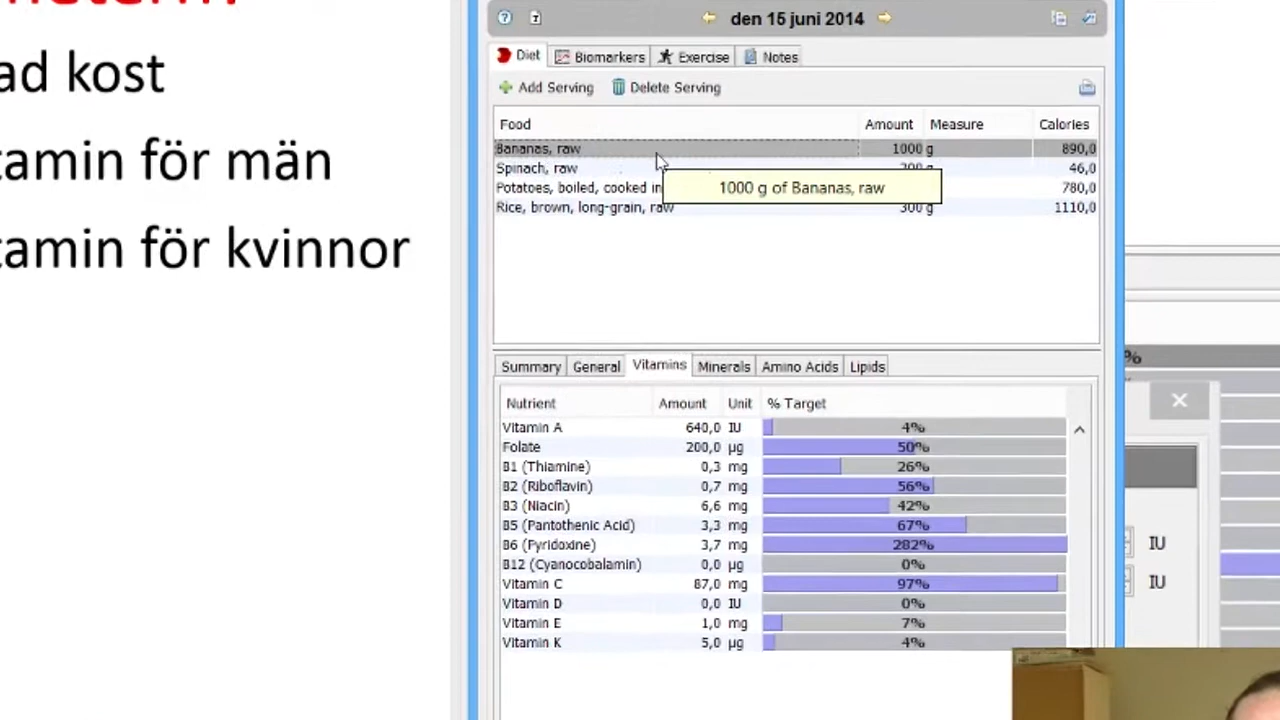 ad kost
tamin för män
tamin för kvinnor
den 15 juni 2014
Diet Biomarkers Exercise Notes
Add Serving Delete Serving
Food Amount Measure Calories
Bananas, raw 1000 g 890,0
Spinach, raw 200 g 46,0
Potatoes, boiled, cooked in 780,0
1000 g of Bananas, raw
Rice, brown, long-grain, raw 300 g 1110,0
Summary General Vitamins Minerals Amino Acids Lipids
Nutrient Amount Unit % Target
Vitamin A 640,0 IU 4%
Folate 200,0 µg 50%
B1 (Thiamine) 0,3 mg 26%
B2 (Riboflavin) 0,7 mg 56%
B3 (Niacin) 6,6 mg 42%
B5 (Pantothenic Acid) 3,3 mg 67%
B6 (Pyridoxine) 3,7 mg 282%
B12 (Cyanocobalamin) 0,0 µg 0%
Vitamin C 87,0 mg 97%
Vitamin D 0,0 IU 0%
Vitamin E 1,0 mg 7%
Vitamin K 5,0 µg 4%
%
IU
IU